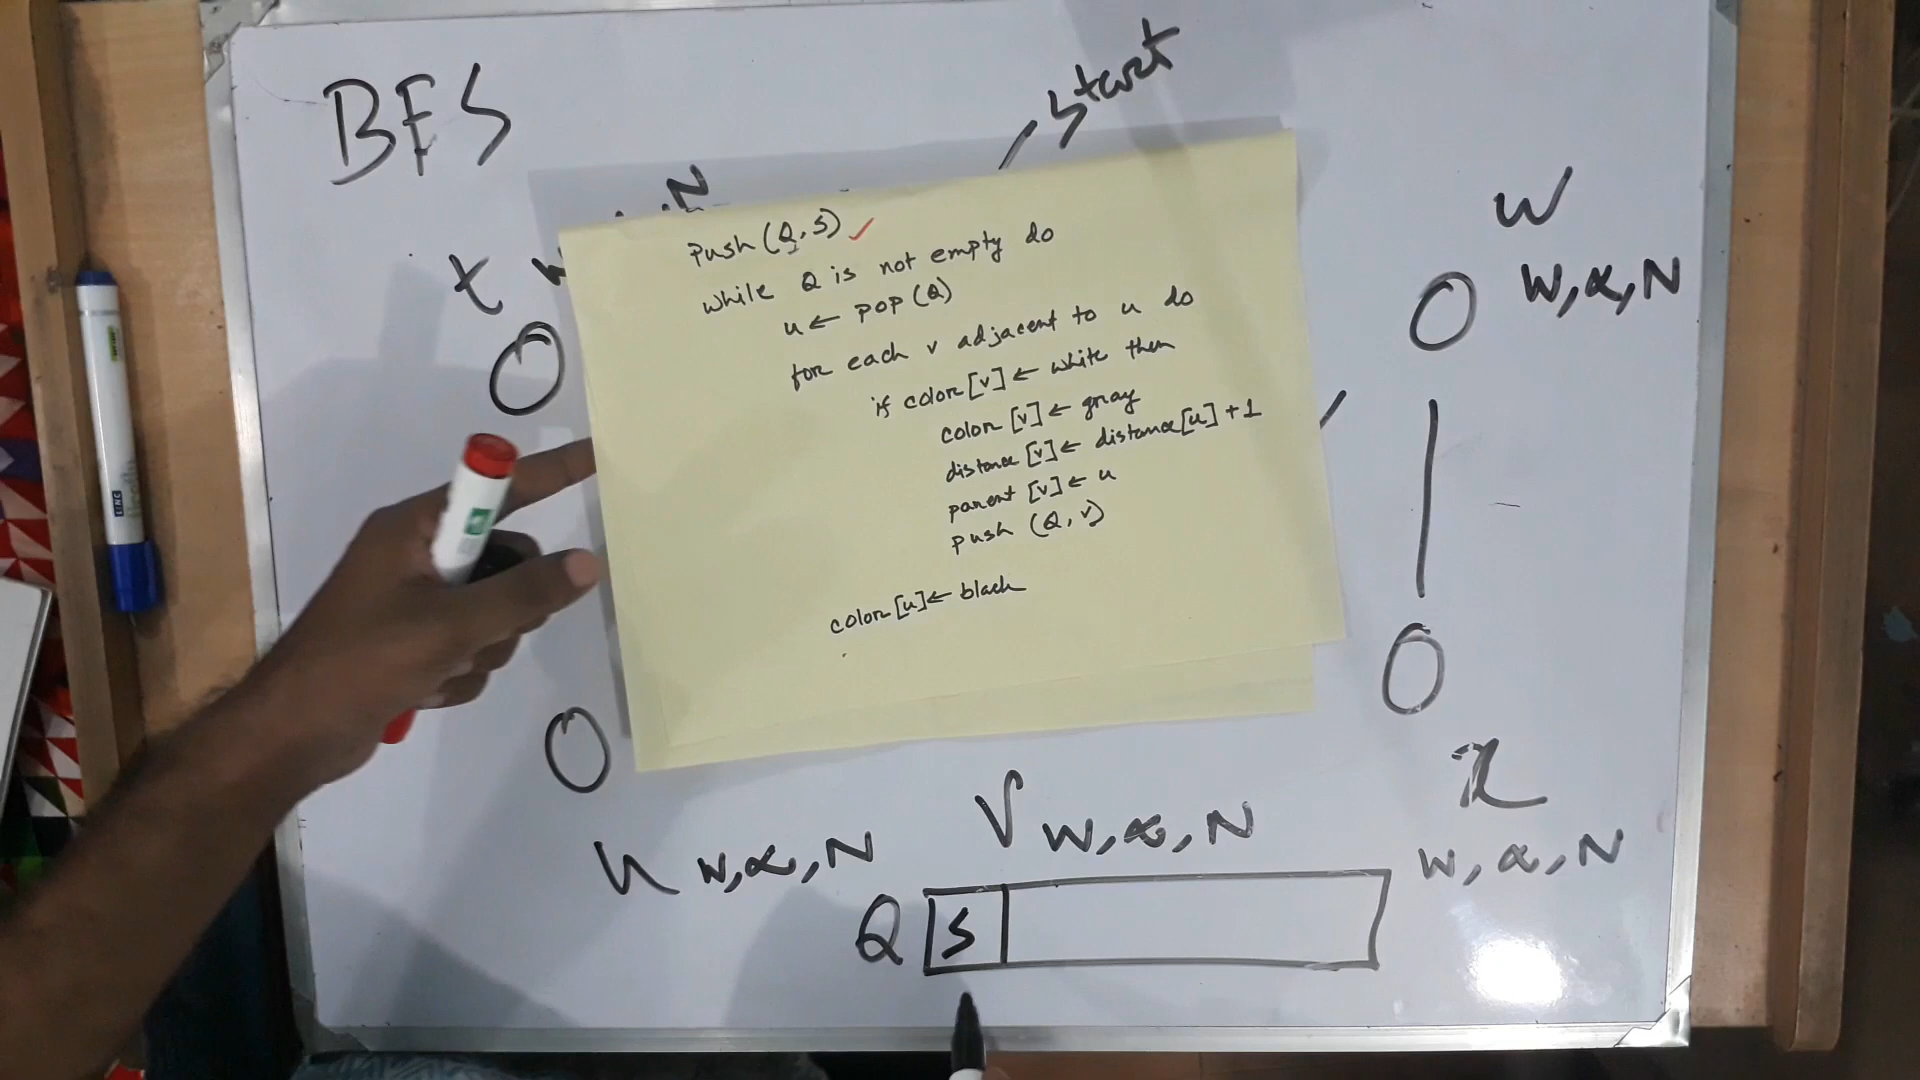 BFS
start
N
t
w
W, α, N
push (Q, S) ✓
while Q is not empty do
u ← pop (Q)
for each v adjacent to u do
if color [v] ← white then
color [v] ← gray
distance [v] ← distance [u] + 1
parent [v] ← u
push (Q, v)
color [u] ← black
u W, α, N
V W, α, N
x
W, α, N
Q S